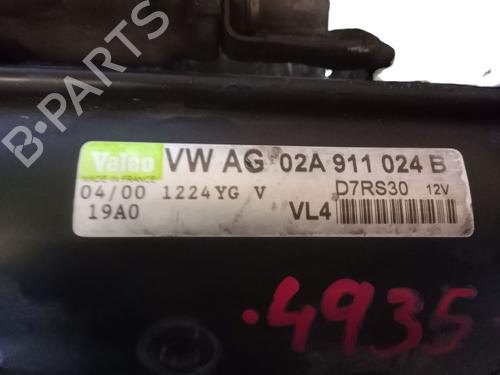 B-PARTS
Valeo
MADE IN FRANCE
VW AG 02A 911 024 B
04/00 1224YG V
D7RS30 12V
19A0
VL4
.4935